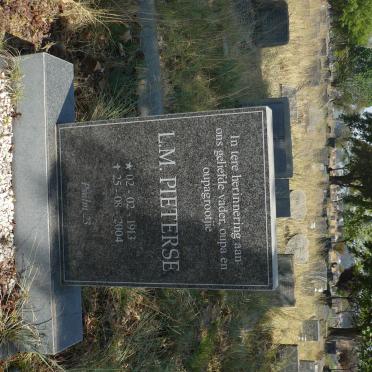 In tere herinnering aan
ons geliefde vader, oupa en
oupagrootjie
L.M. PIETERSE
★ 02 · 02 · 1913
✝ 25 · 08 · 2004
Psalm 23